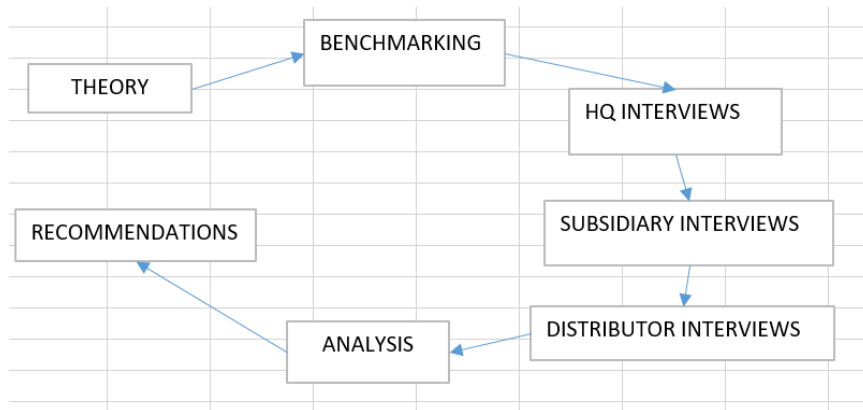 THEORY
BENCHMARKING
HQ INTERVIEWS
SUBSIDIARY INTERVIEWS
DISTRIBUTOR INTERVIEWS
ANALYSIS
RECOMMENDATIONS